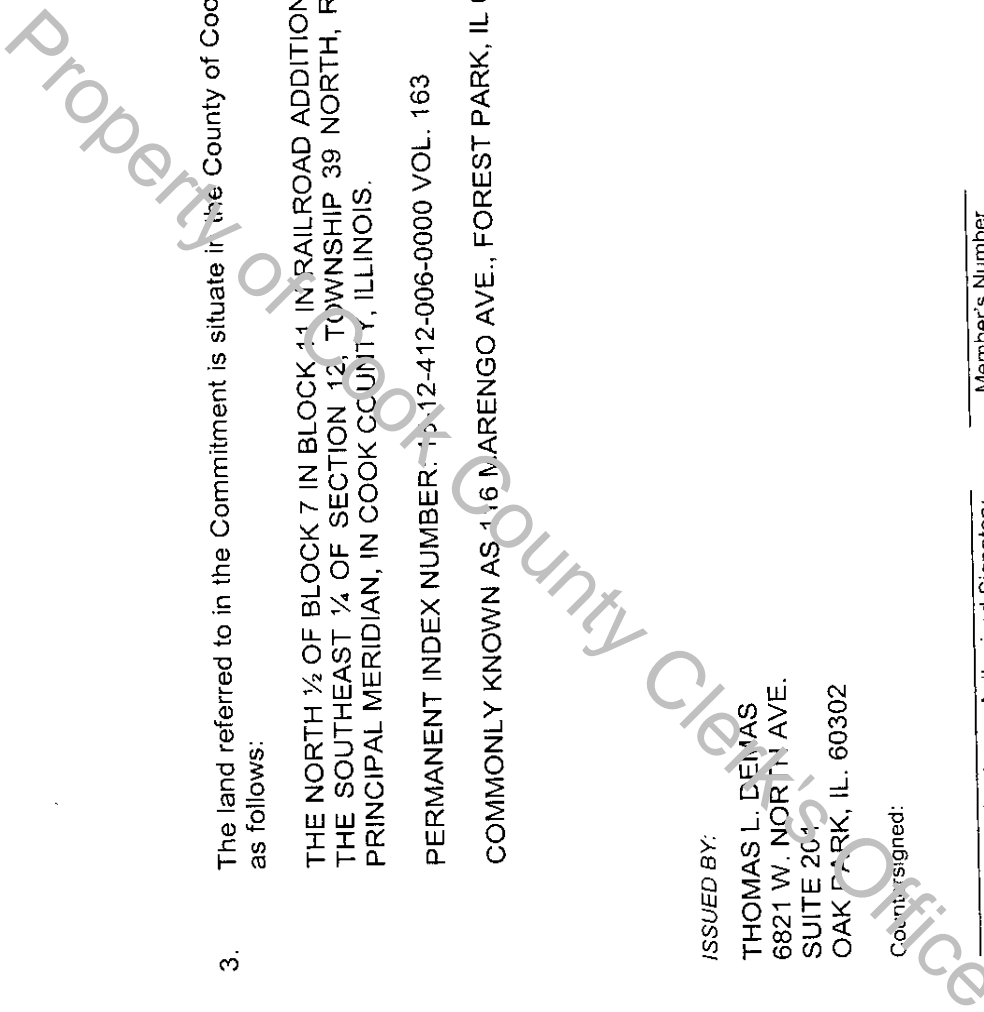 3. The land referred to in the Commitment is situate in the County of
as follows:
THE NORTH ½ OF BLOCK 7 IN BLOCK 11 IN RAILROAD ADDITION
THE SOUTHEAST ¼ OF SECTION 12, TOWNSHIP 39 NORTH,
PRINCIPAL MERIDIAN, IN COOK COUNTY, ILLINOIS.
PERMANENT INDEX NUMBER: 15-12-412-006-0000 VOL. 163
COMMONLY KNOWN AS MARENGO AVE., FOREST PARK, IL
ISSUED BY:
THOMAS L. DEMAS
6821 W. NORTH AVE.
SUITE 201
OAK PARK, IL. 60302
Countersigned:
Authorized Signatory
Member's Number
Property of Cook County Clerk's Office